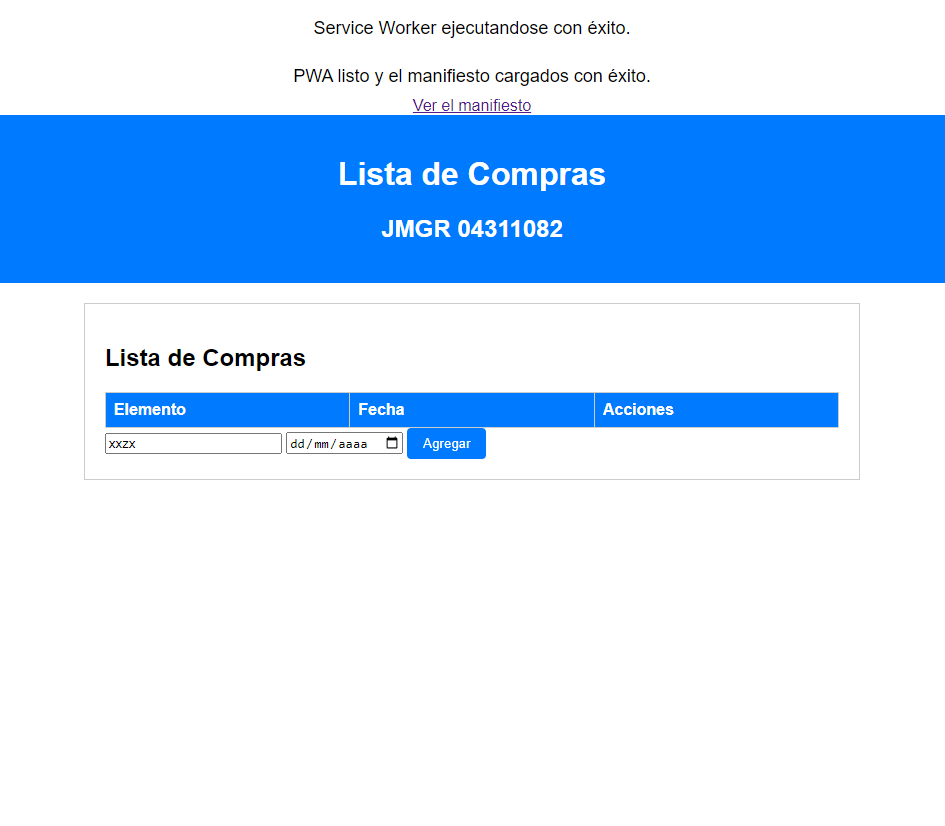 Service Worker ejecutandose con éxito.
PWA listo y el manifiesto cargados con éxito.
Ver el manifiesto
Lista de Compras
JMGR 04311082
Lista de Compras
Elemento Fecha Acciones
xxzx dd/mm/aaaa Agregar